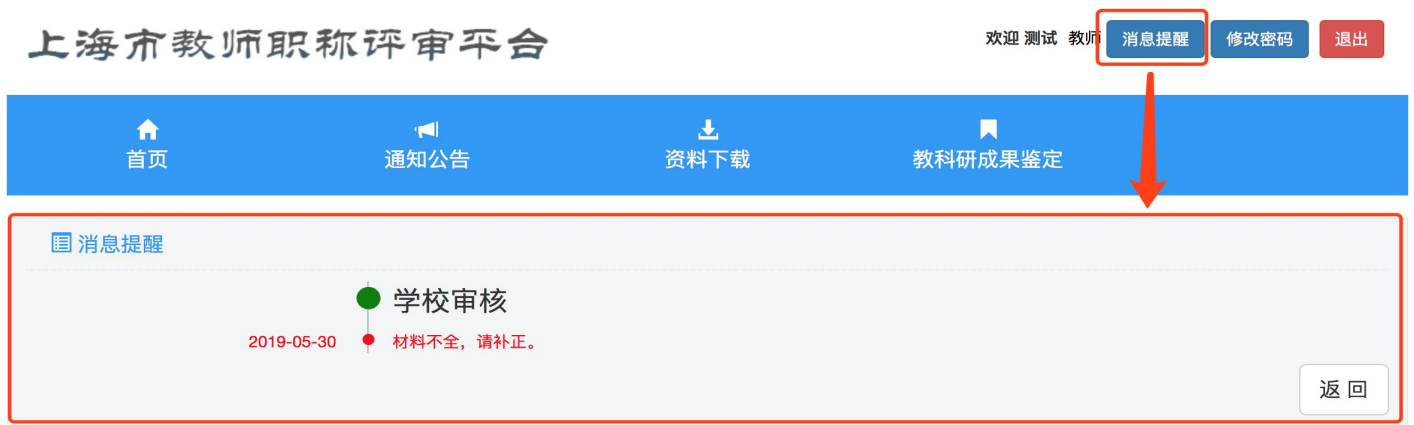 上海市教师职称评审平台
欢迎 测试 教师 消息提醒 修改密码 退出
首页 通知公告 资料下载 教科研成果鉴定
消息提醒
学校审核
2019-05-30 材料不全，请补正。
返 回